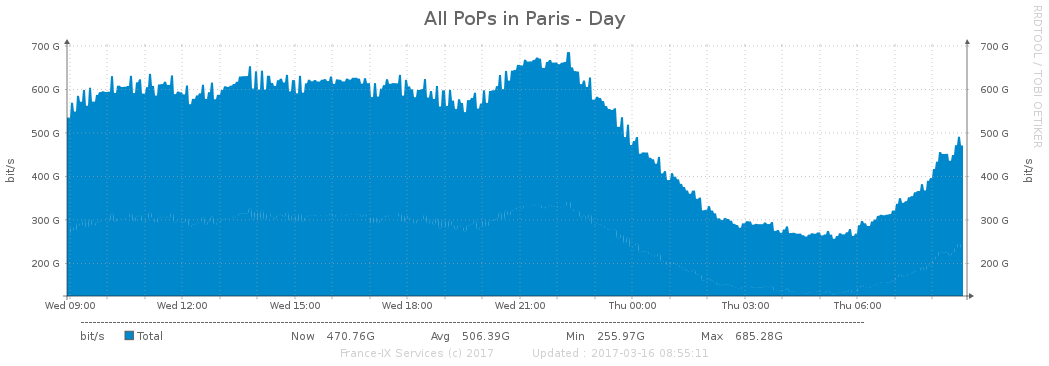 All PoPs in Paris - Day
RRDTOOL / TOBI OETIKER
700 G 700 G
600 G 600 G
500 G 500 G
400 G 400 G
300 G 300 G
200 G 200 G
bit/s bit/s
Wed 09:00 Wed 12:00 Wed 15:00 Wed 18:00 Wed 21:00 Thu 00:00 Thu 03:00 Thu 06:00
bit/s Total Now 470.76G Avg 506.39G Min 255.97G Max 685.28G
France-IX Services (c) 2017 Updated : 2017-03-16 08:55:11